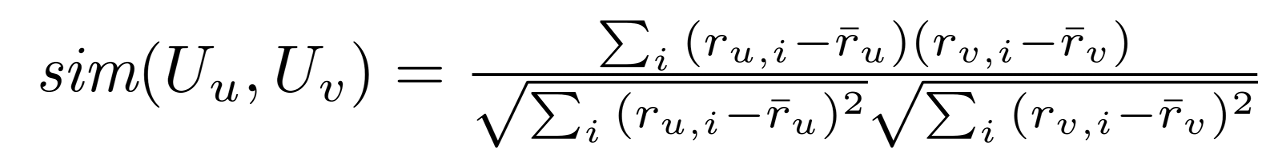 sim(U_u, U_v) = \frac{\sum_i (r_{u,i} - \bar{r}_u)(r_{v,i} - \bar{r}_v)}{\sqrt{\sum_i (r_{u,i} - \bar{r}_u)^2} \sqrt{\sum_i (r_{v,i} - \bar{r}_v)^2}}